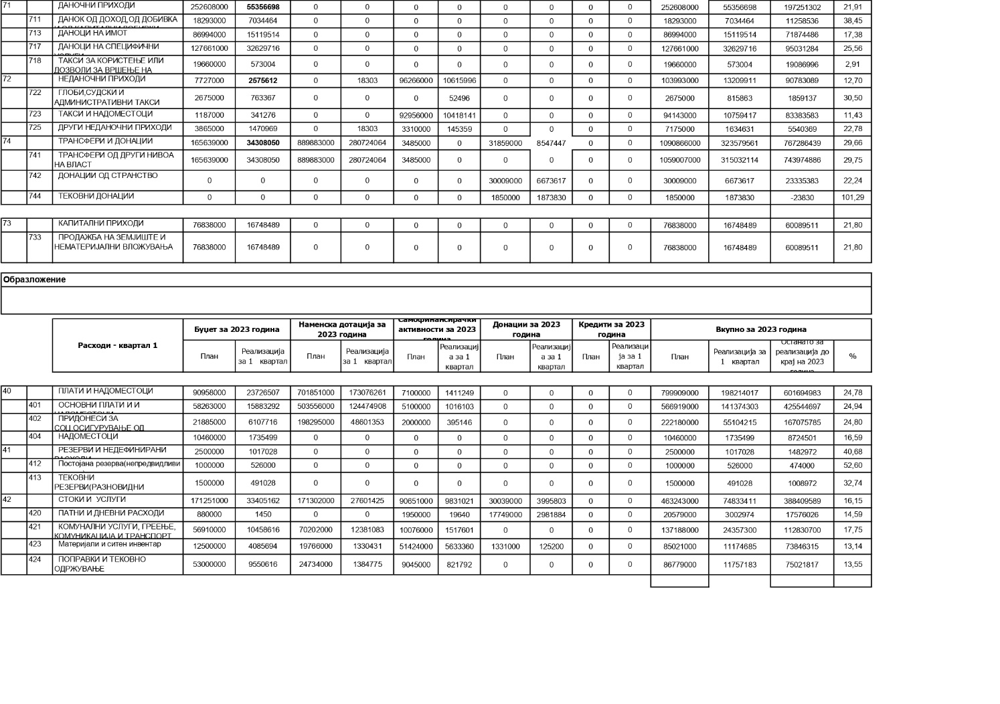 71 ДАНОЧНИ ПРИХОДИ 252608000 55356698 0 0 0 0 0 0 0 0 252608000 55356698 197251302 21,91
711 ДАНОК ОД ДОХОД,ОД ДОБИВКА 18293000 7034464 0 0 0 0 0 0 0 0 18293000 7034464 11258536 38,45
И ОД КАПИТАЛНИ ДОБИВКИ
713 ДАНОЦИ НА ИМОТ 86994000 15119514 0 0 0 0 0 0 0 0 86994000 15119514 71874486 17,38
717 ДАНОЦИ НА СПЕЦИФИЧНИ 127661000 32629716 0 0 0 0 0 0 0 0 127661000 32629716 95031284 25,56
УСЛУГИ
718 ТАКСИ ЗА КОРИСТЕЊЕ ИЛИ
ДОЗВОЛИ ЗА ВРШЕЊЕ НА 19660000 573004 0 0 0 0 0 0 0 0 19660000 573004 19086996 2,91
72 НЕДАНОЧНИ ПРИХОДИ 7727000 2575612 0 18303 96266000 10615996 0 0 0 0 103993000 13209911 90783089 12,70
722 ГЛОБИ,СУДСКИ И
АДМИНИСТРАТИВНИ ТАКСИ 2675000 763367 0 0 0 52496 0 0 0 0 2675000 815863 1859137 30,50
723 ТАКСИ И НАДОМЕСТОЦИ 1187000 341276 0 0 92956000 10418141 0 0 0 0 94143000 10759417 83383583 11,43
725 ДРУГИ НЕДАНОЧНИ ПРИХОДИ 3865000 1470969 0 18303 3310000 145359 0 0 0 0 7175000 1634631 5540369 22,78
74 ТРАНСФЕРИ И ДОНАЦИИ 165639000 34308050 889883000 280724064 3485000 0 31859000 8547447 0 0 1090866000 323579561 767286439 29,66
741 ТРАНСФЕРИ ОД ДРУГИ НИВОА
НА ВЛАСТ 165639000 34308050 889883000 280724064 3485000 0 0 0 0 0 1059007000 315032114 743974886 29,75
742 ДОНАЦИИ ОД СТРАНСТВО 0 0 0 0 0 0 30009000 6673617 0 0 30009000 6673617 23335383 22,24
744 ТЕКОВНИ ДОНАЦИИ 0 0 0 0 0 0 1850000 1873830 0 0 1850000 1873830 -23830 101,29
73 КАПИТАЛНИ ПРИХОДИ 76838000 16748489 0 0 0 0 0 0 0 0 76838000 16748489 60089511 21,80
733 ПРОДАЖБА НА ЗЕМЈИШТЕ И
НЕМАТЕРИЈАЛНИ ВЛОЖУВАЊА 76838000 16748489 0 0 0 0 0 0 0 0 76838000 16748489 60089511 21,80
Образложение
Расходи - квартал 1
Буџет за 2023 година
Наменска дотација за
2023 година
Самофинансирачки
активности за 2023
година
Донации за 2023
година
Кредити за 2023
година
Вкупно за 2023 година
План
Реализација
за 1 квартал
План
Реализација
за 1 квартал
План
Реализациј
а за 1
квартал
План
Реализациј
а за 1
квартал
План
Реализаци
ја за 1
квартал
План
Реализација за
1 квартал
Останато за
реализација до
крај на 2023
година
%
40 ПЛАТИ И НАДОМЕСТОЦИ 90958000 23726507 701851000 173076261 7100000 1411249 0 0 0 0 799909000 198214017 601694983 24,78
401 ОСНОВНИ ПЛАТИ И И 58263000 15883292 503556000 124474908 5100000 1016103 0 0 0 0 566919000 141374303 425544697 24,94
НАДОМЕСТОЦИ
402 ПРИДОНЕСИ ЗА
СОЦ.ОСИГУРУВАЊЕ ОД 21885000 6107716 198295000 48601353 2000000 395146 0 0 0 0 222180000 55104215 167075785 24,80
404 НАДОМЕСТОЦИ 10460000 1735499 0 0 0 0 0 0 0 0 10460000 1735499 8724501 16,59
41 РЕЗЕРВИ И НЕДЕФИНИРАНИ 2500000 1017028 0 0 0 0 0 0 0 0 2500000 1017028 1482972 40,68
РАСХОДИ
412 Постојана резерва(непредвидливи 1000000 526000 0 0 0 0 0 0 0 0 1000000 526000 474000 52,60
413 ТЕКОВНИ
РЕЗЕРВИ(РАЗНОВИДНИ 1500000 491028 0 0 0 0 0 0 0 0 1500000 491028 1008972 32,74
42 СТОКИ И УСЛУГИ 171251000 33405162 171302000 27601425 90651000 9831021 30039000 3995803 0 0 463243000 74833411 388409589 16,15
420 ПАТНИ И ДНЕВНИ РАСХОДИ 880000 1450 0 0 1950000 19640 17749000 2981884 0 0 20579000 3002974 17576026 14,59
421 КОМУНАЛНИ УСЛУГИ, ГРЕЕЊЕ,
КОМУНИКАЦИЈА И ТРАНСПОРТ 56910000 10458616 70202000 12381083 10076000 1517601 0 0 0 0 137188000 24357300 112830700 17,75
423 Материјали и ситен инвентар 12500000 4085694 19766000 1330431 51424000 5633360 1331000 125200 0 0 85021000 11174685 73846315 13,14
424 ПОПРАВКИ И ТЕКОВНО
ОДРЖУВАЊЕ 53000000 9550616 24734000 1384775 9045000 821792 0 0 0 0 86779000 11757183 75021817 13,55